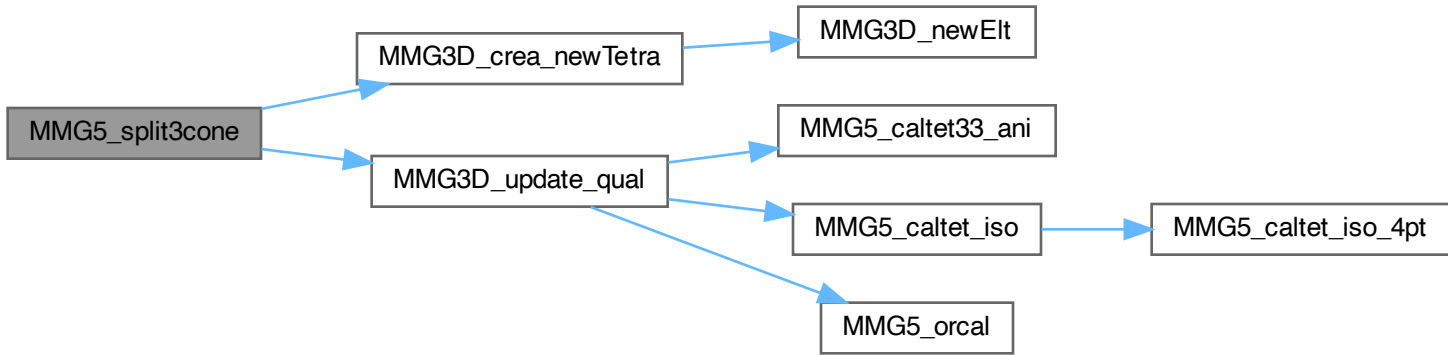 MMG5_split3cone
MMG3D_crea_newTetra
MMG3D_newElt
MMG3D_update_qual
MMG5_caltet33_ani
MMG5_caltet_iso
MMG5_caltet_iso_4pt
MMG5_orcal